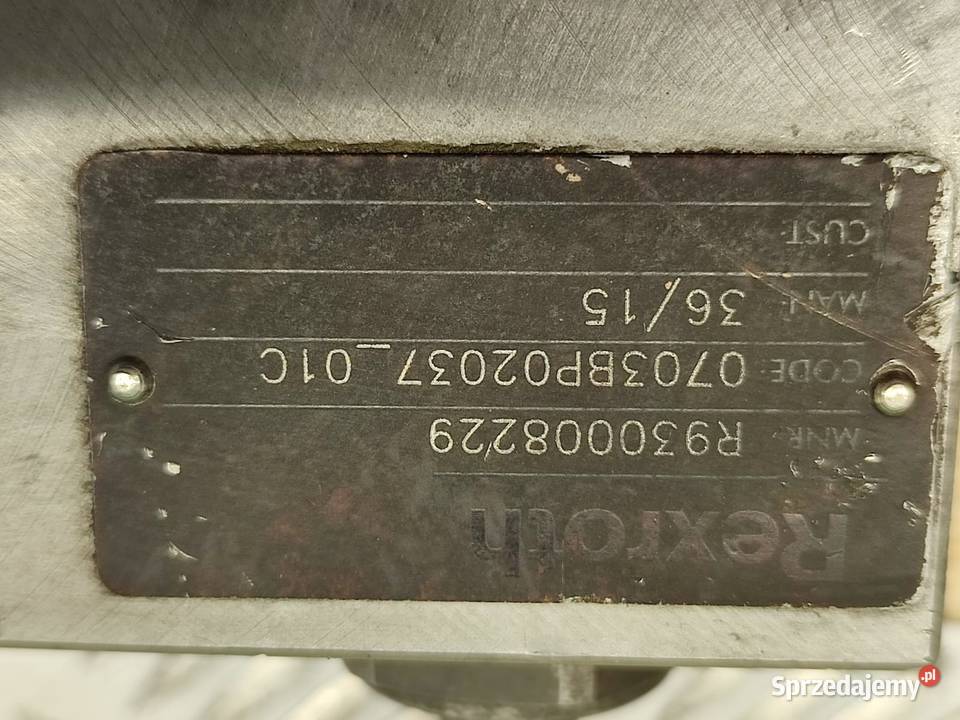 Rexroth
MNR: R930008229
CODE: 0703BP02037_01C
MAN: 36/15
CUST:
Sprzedajemy.pl